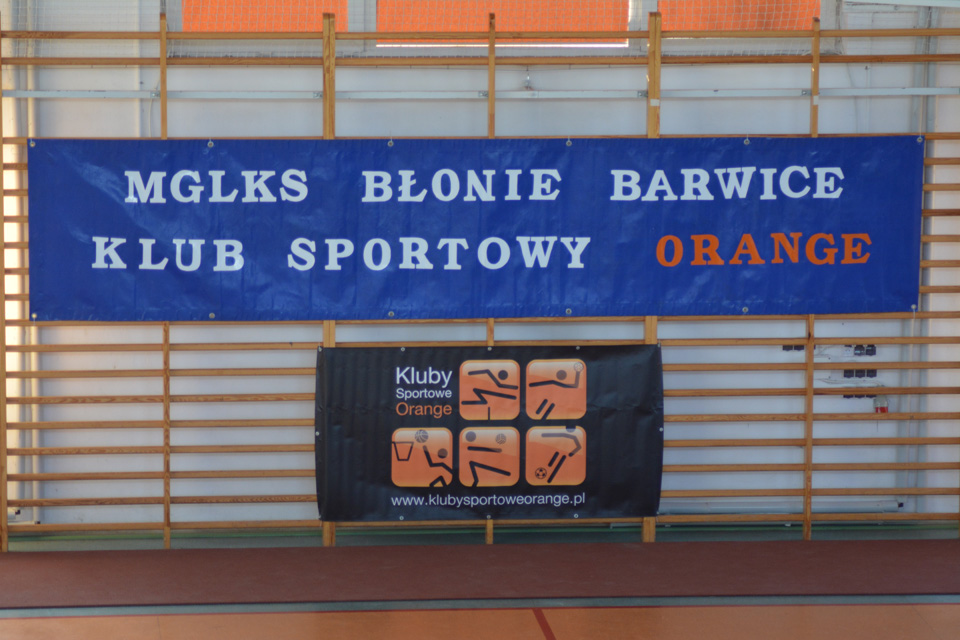 MGLKS BŁONIE BARWICE
KLUB SPORTOWY ORANGE
Kluby
Sportowe
Orange
www.klubysportoweorange.pl